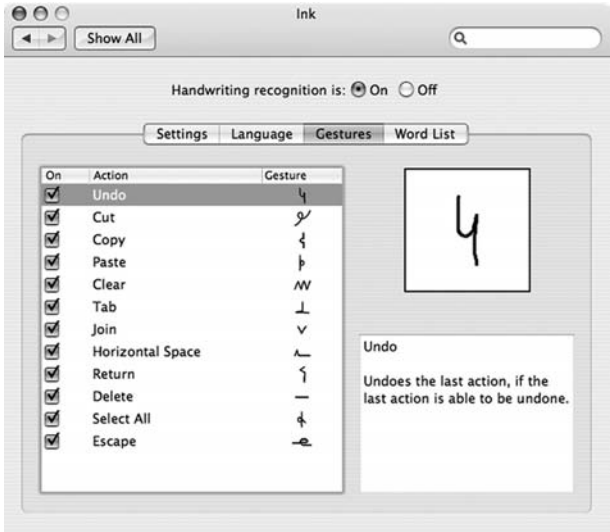 Ink
Show All
Handwriting recognition is: On Off
Settings Language Gestures Word List
On Action Gesture
Undo
Cut
Copy
Paste
Clear
Tab
Join
Horizontal Space
Return
Delete
Select All
Escape
Undo
Undoes the last action, if the
last action is able to be undone.